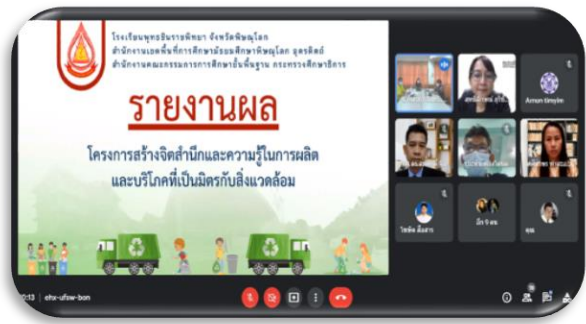 โรงเรียนพุทธชินราชพิทยา จังหวัดพิษณุโลก
สำนักงานเขตพื้นที่การศึกษามัธยมศึกษาพิษณุโลก อุตรดิตถ์
สำนักงานคณะกรรมการการศึกษาขั้นพื้นฐาน กระทรวงศึกษาธิการ
รายงานผล
โครงการสร้างจิตสำนึกและความรู้ในการผลิต
และบริโภคที่เป็นมิตรกับสิ่งแวดล้อม
Arnon
อีก 9 คน
คุณ
ehx-ufsw-bon